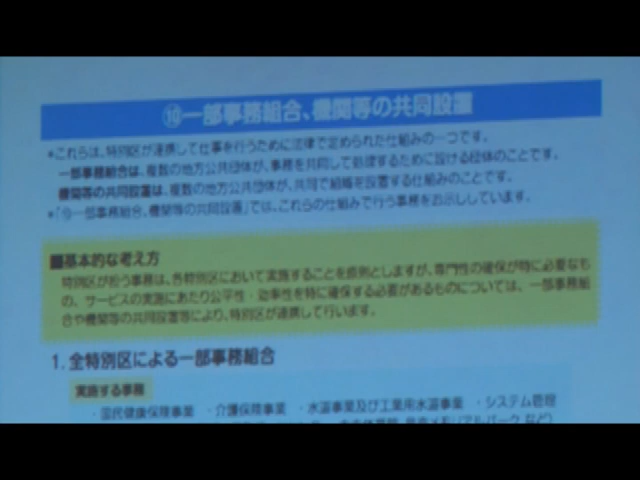 ⑩一部事務組合、機関等の共同設置
*これらは、特別区が連携して仕事を行うために法律で定められた仕組みの一つです。
一部事務組合は、複数の地方公共団体が、事務を共同して処理するために設ける団体のことです。
機関等の共同設置は、複数の地方公共団体が、共同で組織を設置する仕組みのことです。
*「⑩一部事務組合、機関等の共同設置」では、これらの仕組みで行う事務をお示ししています。
■基本的な考え方
特別区が担う事務は、各特別区において実施することを原則としますが、専門性の確保が特に必要なも
の、サービスの実施にあたり公平性・効率性を特に確保する必要があるものについては、一部事務組
合や機関等の共同設置等により、特別区が連携して行います。
1. 全特別区による一部事務組合
実施する事務
・国民健康保険事業 ・介護保険事業 ・水道事業及び工業用水道事業 ・システム管理
など)